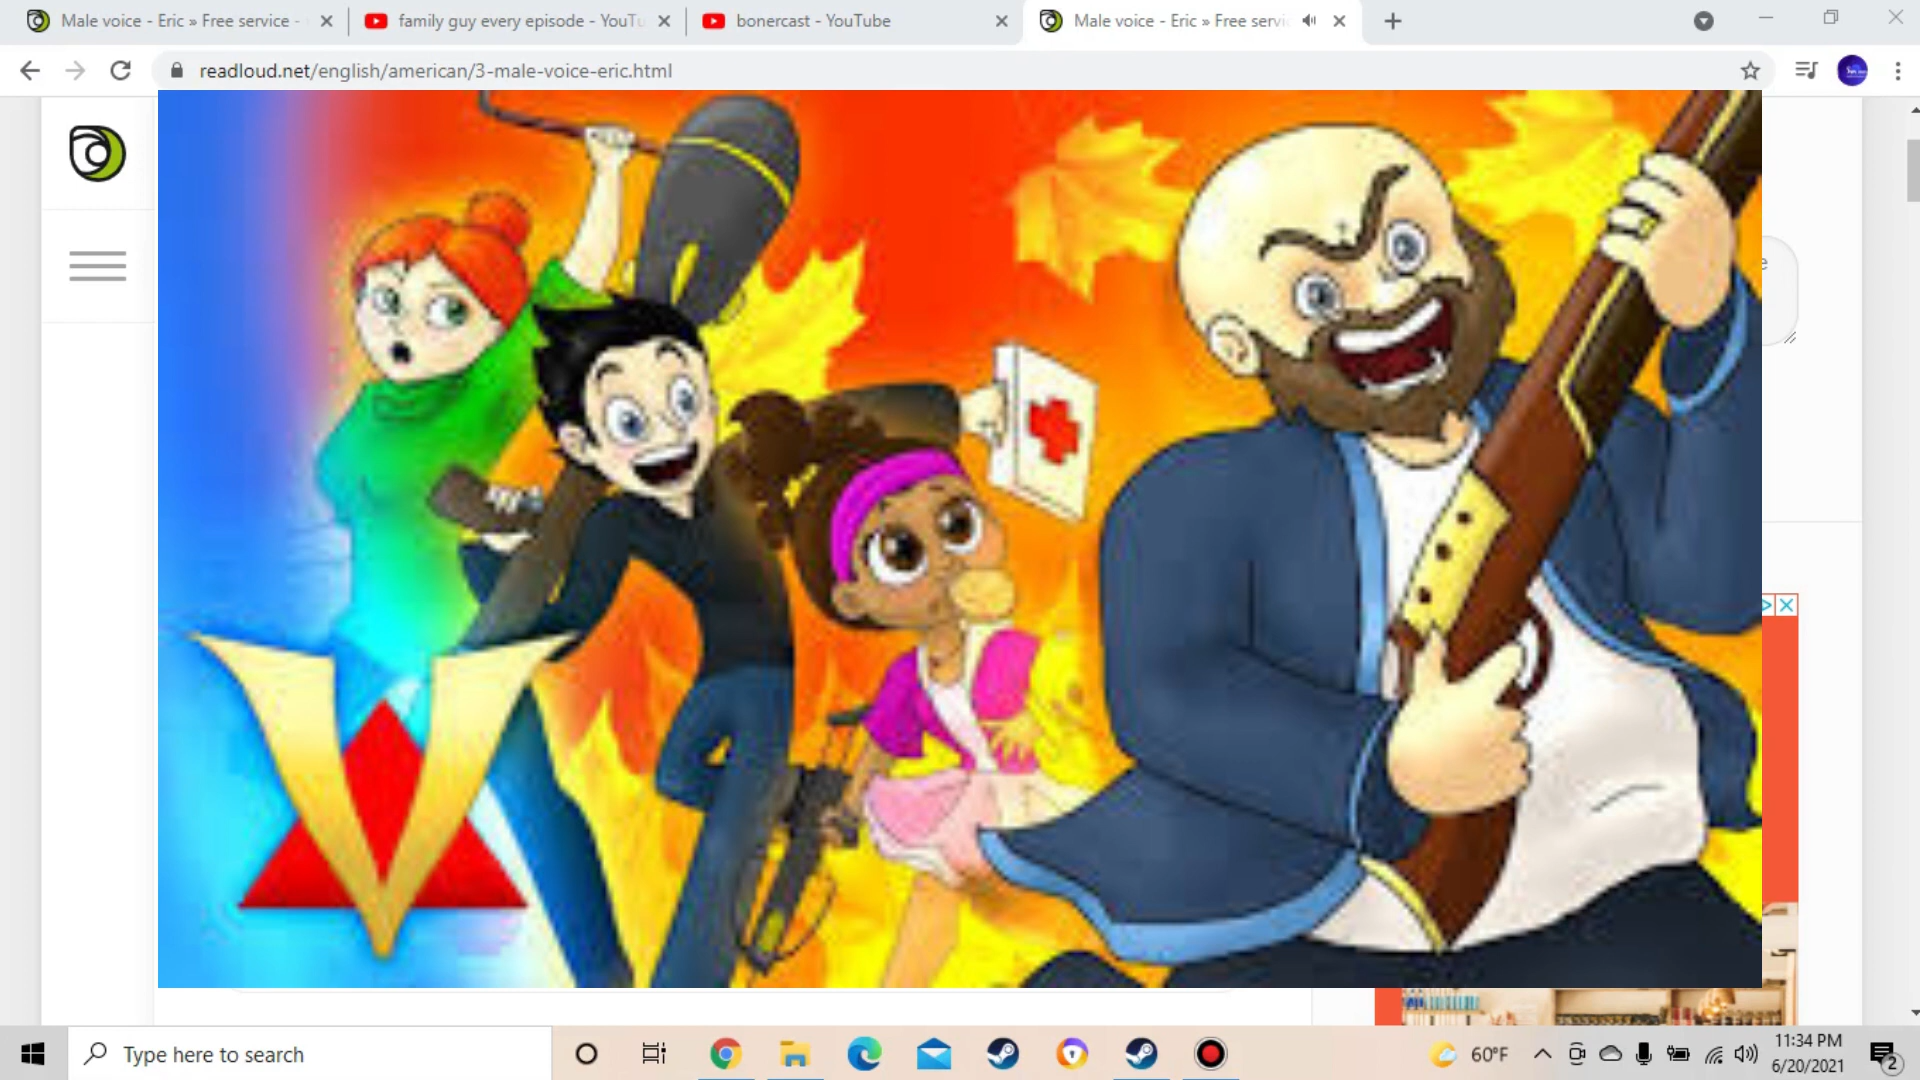 Male voice - Eric » Free service -
family guy every episode - YouTu
bonercast - YouTube
Male voice - Eric » Free servi
readloud.net/english/american/3-male-voice-eric.html
e
V
Type here to search
60°F
11:34 PM
6/20/2021
2